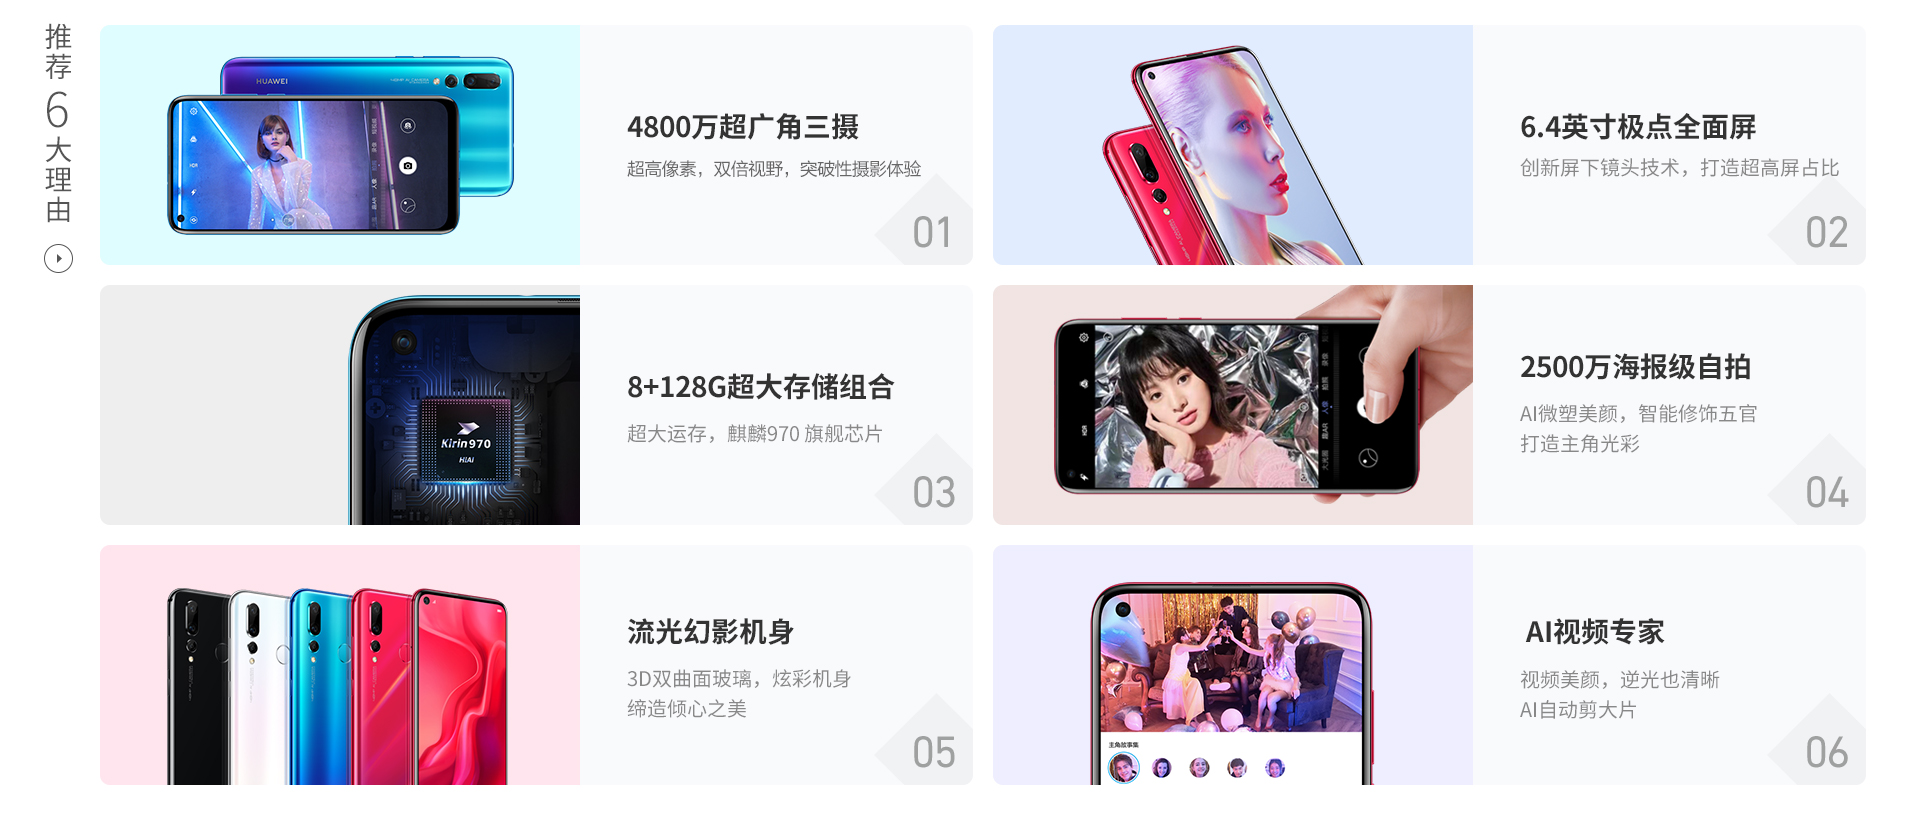 推荐6大理由
HUAWEI
4800万超广角三摄
超高像素，双倍视野，突破性摄影体验
01
6.4英寸极点全面屏
创新屏下镜头技术，打造超高屏占比
02
Kirin970
HiAI
8+128G超大存储组合
超大运存，麒麟970 旗舰芯片
03
HDR
2500万海报级自拍
AI微塑美颜，智能修饰五官
打造主角光彩
04
流光幻影机身
3D双曲面玻璃，炫彩机身
缔造倾心之美
05
主角故事集
AI视频专家
视频美颜，逆光也清晰
AI自动剪大片
06